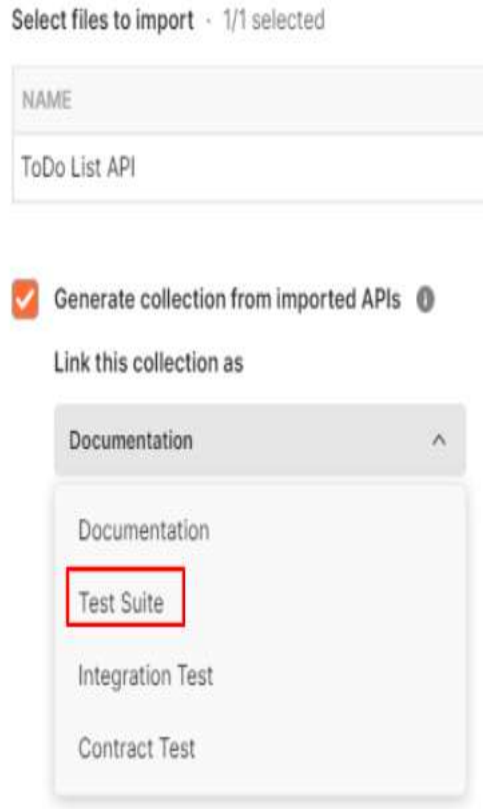 Select files to import · 1/1 selected
NAME
ToDo List API
Generate collection from imported APIs
Link this collection as
Documentation
Documentation
Test Suite
Integration Test
Contract Test